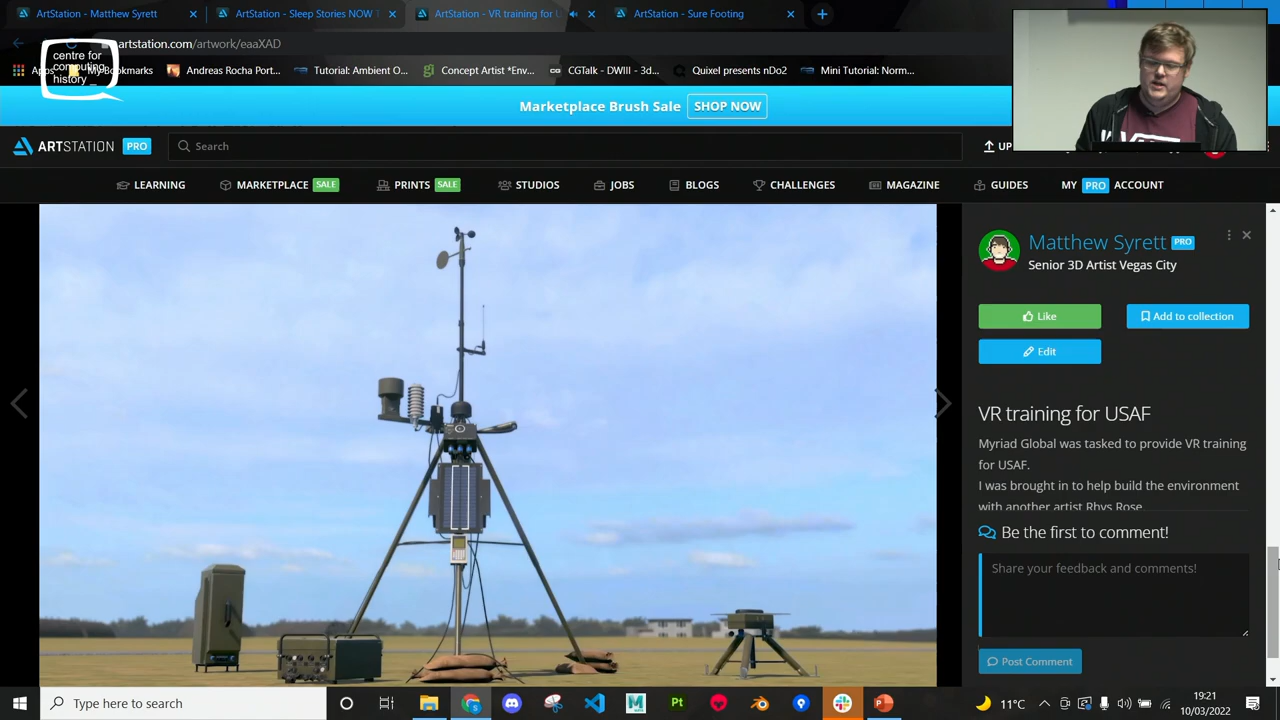 ArtStation - Matthew Syrett
ArtStation - Sleep Stories NOW
ArtStation - VR training for
ArtStation - Sure Footing
artstation.com/artwork/eaaXAD
centre for
computing
history
My Bookmarks
Andreas Rocha Port...
Tutorial: Ambient O...
Concept Artist *Env...
CGTalk - DWIII - 3d...
Quixel presents nDo2
Mini Tutorial: Norm...
Marketplace Brush Sale SHOP NOW
ARTSTATION PRO
Search
LEARNING
MARKETPLACE SALE
PRINTS SALE
STUDIOS
JOBS
BLOGS
CHALLENGES
MAGAZINE
GUIDES
MY PRO ACCOUNT
Matthew Syrett PRO
Senior 3D Artist Vegas City
Like
Add to collection
Edit
VR training for USAF
Myriad Global was tasked to provide VR training
for USAF.
I was brought in to help build the environment
with another artist Rhys Rose
Be the first to comment!
Share your feedback and comments!
Post Comment
Type here to search
11°C
19:21
10/03/2022